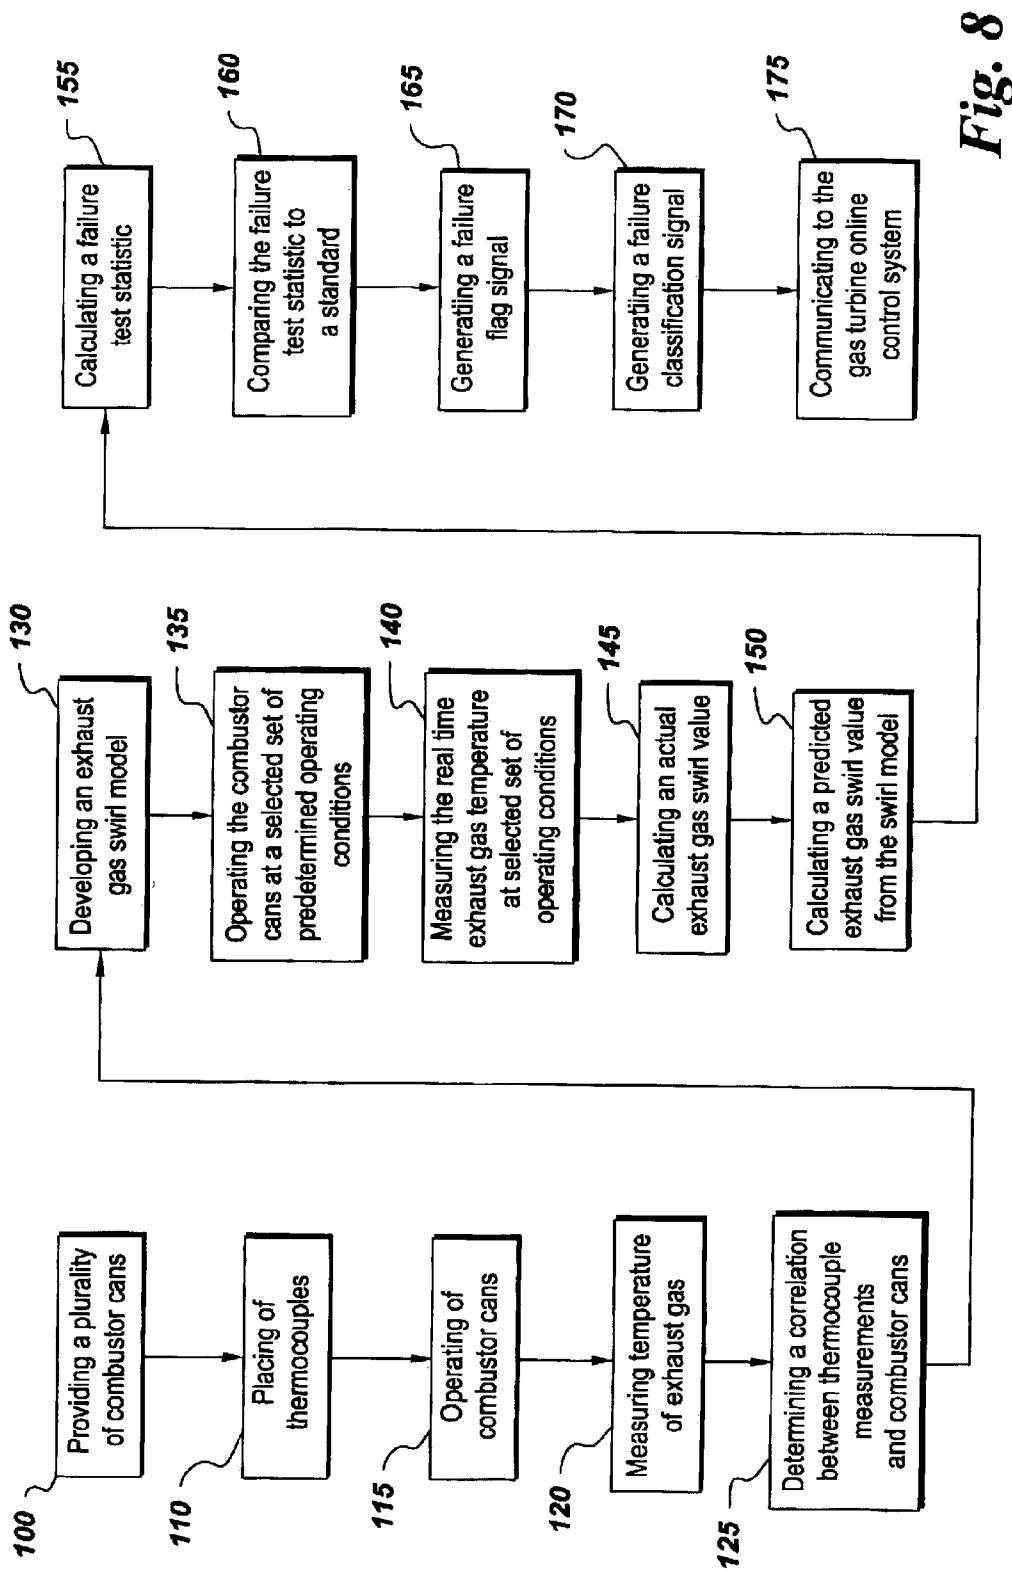 100
Providing a plurality
of combustor cans
110
Placing of
thermocouples
115
Operating of
combustor cans
120
Measuring temperature
of exhaust gas
125
Determining a correlation
between thermocouple
measurements
and combustor cans
130
Developing an exhaust
gas swirl model
135
Operating the combustor
cans at a selected set of
predetermined operating
conditions
140
Measuring the real time
exhaust gas temperature
at selected set of
operating conditions
145
Calculating an actual
exhaust gas swirl value
150
Calculating a predicted
exhaust gas swirl value
from the swirl model
155
Calculating a failure
test statistic
160
Comparing the failure
test statistic to
a standard
165
Generatiing a failure
flag signal
170
Generatiing a failure
classification signal
175
Communicating to the
gas turbine online
control system
Fig. 8